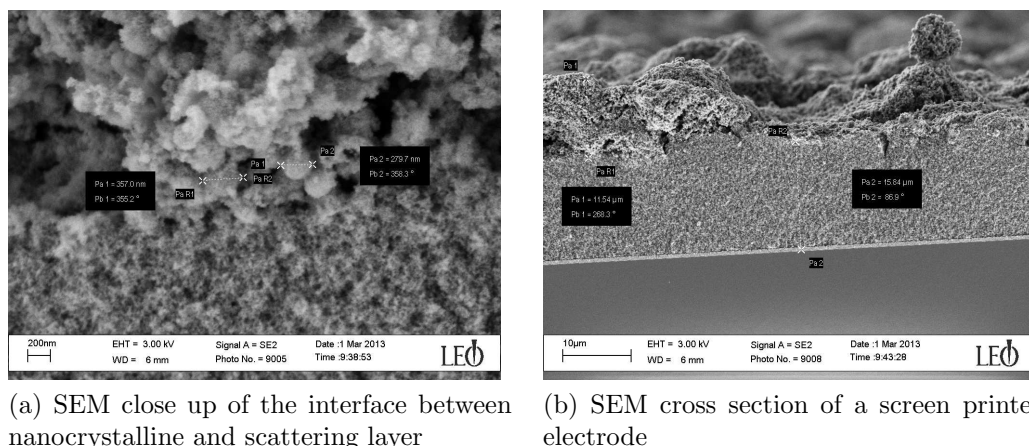 Pa 1
Pa 2
Pa 1 = 357.0 nm
Pb 1 = 355.2 °
Pa R1
Pa R2
Pa 2 = 279.7 nm
Pb 2 = 358.3 °
200nm
EHT = 3.00 kV
Signal A = SE2
Date :1 Mar 2013
WD = 6 mm
Photo No. = 9005
Time :9:38:53
LEO
(a) SEM close up of the interface between
nanocrystalline and scattering layer
Pa 1
Pa R2
Pa R1
Pa 1 = 11.54 µm
Pb 1 = 268.3 °
Pa 2 = 15.84 µm
Pb 2 = 86.9 °
Pa 2
10µm
EHT = 3.00 kV
Signal A = SE2
Date :1 Mar 2013
WD = 6 mm
Photo No. = 9008
Time :9:43:28
LEO
(b) SEM cross section of a screen printe
electrode